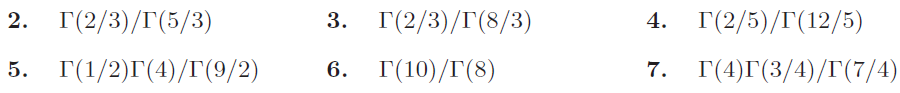 2. Γ(2/3)/Γ(5/3) 3. Γ(2/3)/Γ(8/3) 4. Γ(2/5)/Γ(12/5)
5. Γ(1/2)Γ(4)/Γ(9/2) 6. Γ(10)/Γ(8) 7. Γ(4)Γ(3/4)/Γ(7/4)